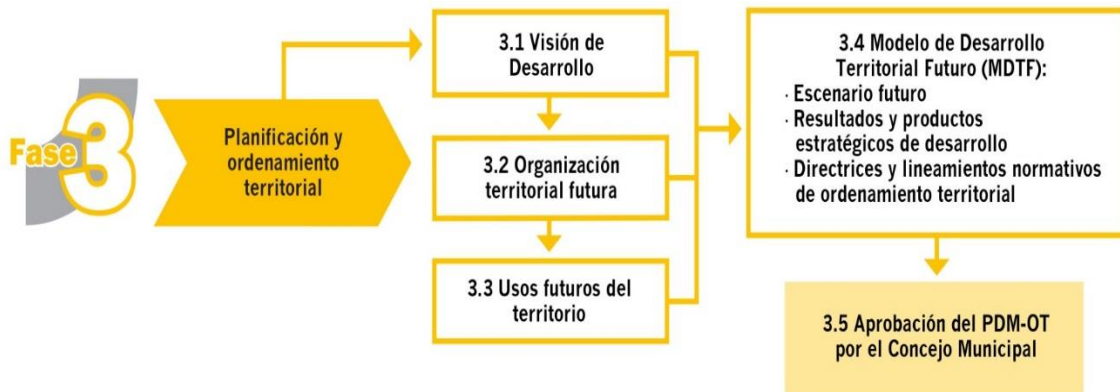 Fase 3
Planificación y
ordenamiento
territorial
3.1 Visión de
Desarrollo
3.2 Organización
territorial futura
3.3 Usos futuros del
territorio
3.4 Modelo de Desarrollo
Territorial Futuro (MDTF):
· Escenario futuro
· Resultados y productos
estratégicos de desarrollo
· Directrices y lineamientos normativos
de ordenamiento territorial
3.5 Aprobación del PDM-OT
por el Concejo Municipal